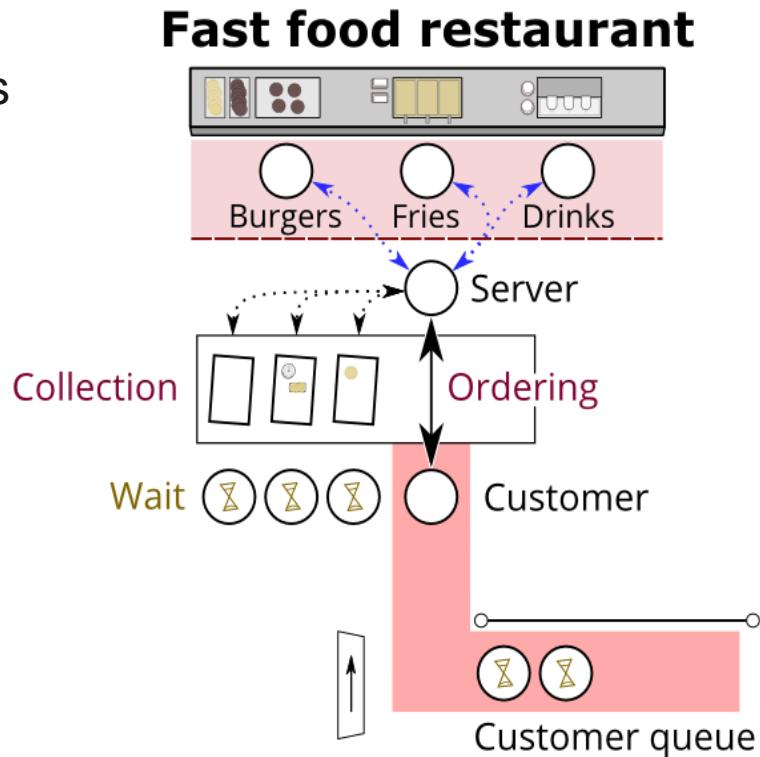 Fast food restaurant
s
Burgers Fries Drinks
Server
Collection Ordering
Wait Customer
Customer queue